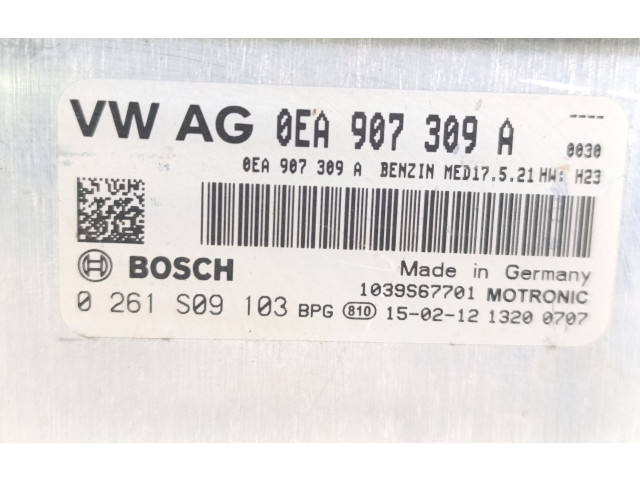 VW AG 0EA 907 309 A ----
0030
0EA 907 309 A BENZIN MED17.5.21 HW: H23
BOSCH Made in Germany
1039S67701 MOTRONIC
0 261 S09 103 BPG 810 15-02-12 1320 0707